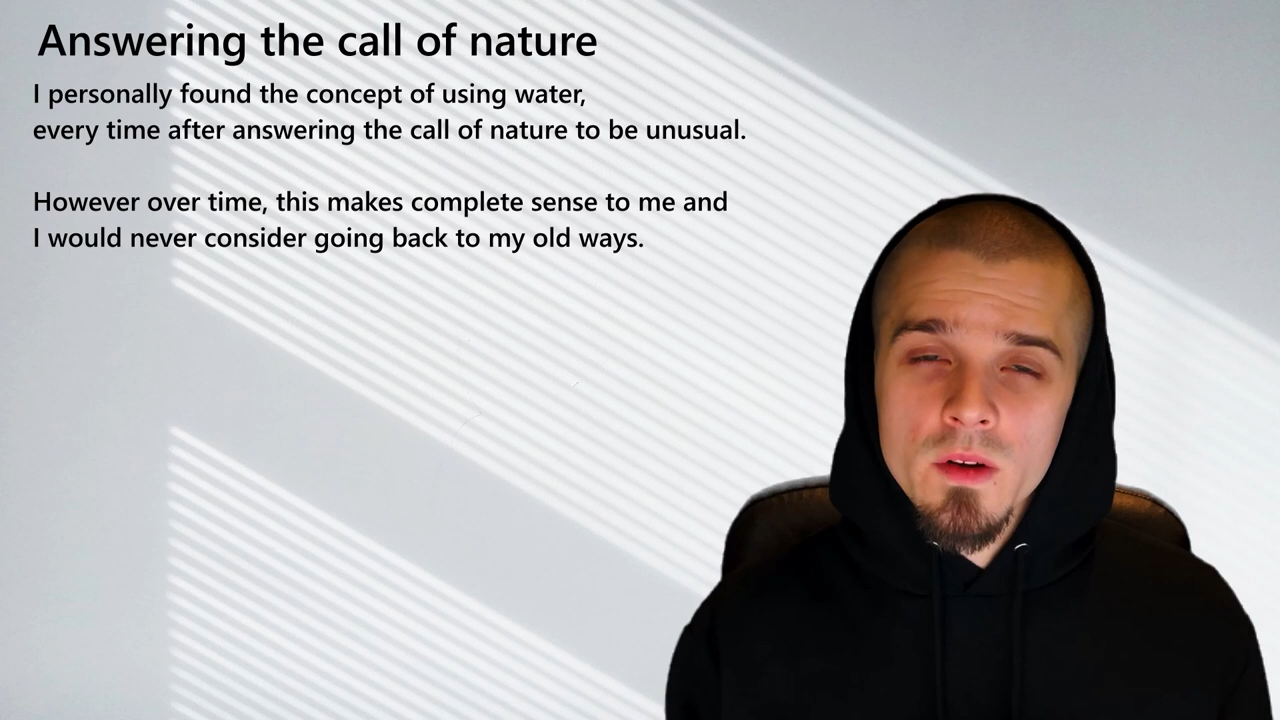 Answering the call of nature
I personally found the concept of using water,
every time after answering the call of nature to be unusual.
However over time, this makes complete sense to me and
I would never consider going back to my old ways.